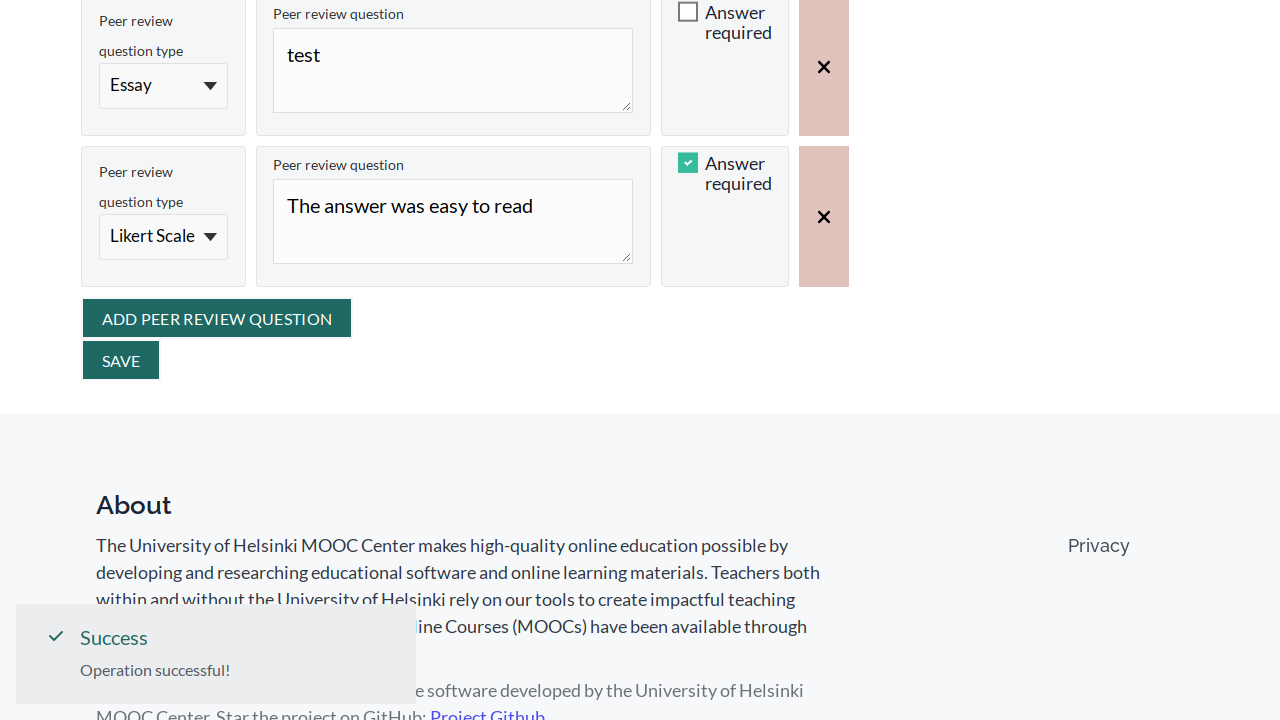 Peer review
question type
Essay
Peer review question
test
Answer
required
Peer review
question type
Likert Scale
Peer review question
The answer was easy to read
Answer
required
ADD PEER REVIEW QUESTION
SAVE
About
The University of Helsinki MOOC Center makes high-quality online education possible by
developing and researching educational software and online learning materials. Teachers both
within and without the University of Helsinki rely on our tools to create impactful teaching
line Courses (MOOCs) have been available through
e software developed by the University of Helsinki
MOOC Center. Star the project on GitHub: Project Github
Privacy
Success
Operation successful!